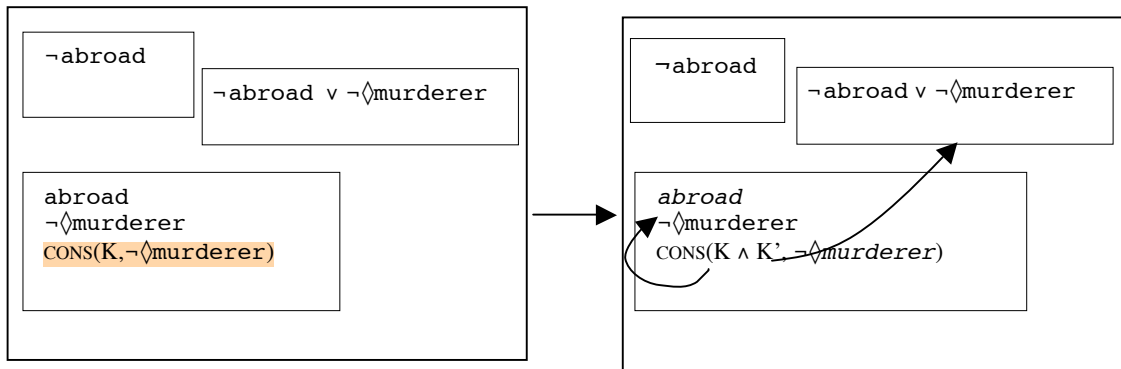 ¬abroad
¬abroad ∨ ¬◊murderer
abroad
¬◊murderer
CONS(K,¬◊murderer)
¬abroad
¬abroad ∨ ¬◊murderer
abroad
¬◊murderer
CONS(K ∧ K’, ¬◊murderer)